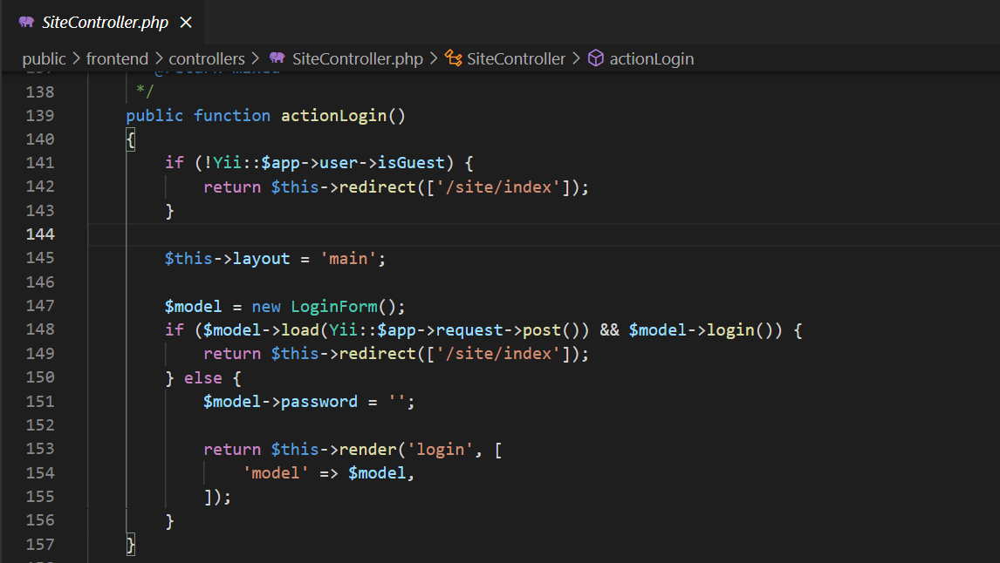 SiteController.php ×
public > frontend > controllers > SiteController.php > SiteController > actionLogin
138 */
139 public function actionLogin()
140 {
141 if (!Yii::$app->user->isGuest) {
142 return $this->redirect(['/site/index']);
143 }
144
145 $this->layout = 'main';
146
147 $model = new LoginForm();
148 if ($model->load(Yii::$app->request->post()) && $model->login()) {
149 return $this->redirect(['/site/index']);
150 } else {
151 $model->password = '';
152
153 return $this->render('login', [
154 'model' => $model,
155 ]);
156 }
157 }